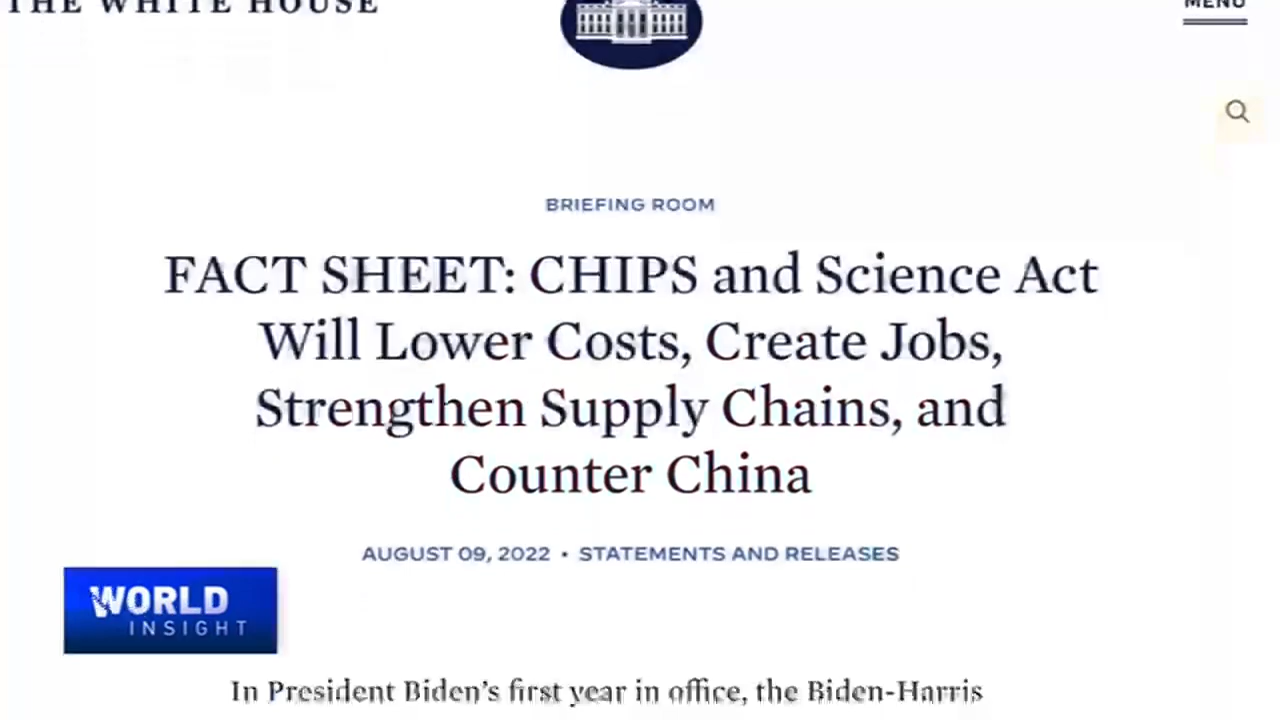 THE WHITE HOUSE
MENU
BRIEFING ROOM
FACT SHEET: CHIPS and Science Act
Will Lower Costs, Create Jobs,
Strengthen Supply Chains, and
Counter China
AUGUST 09, 2022 • STATEMENTS AND RELEASES
WORLD
INSIGHT
In President Biden’s first year in office, the Biden-Harris